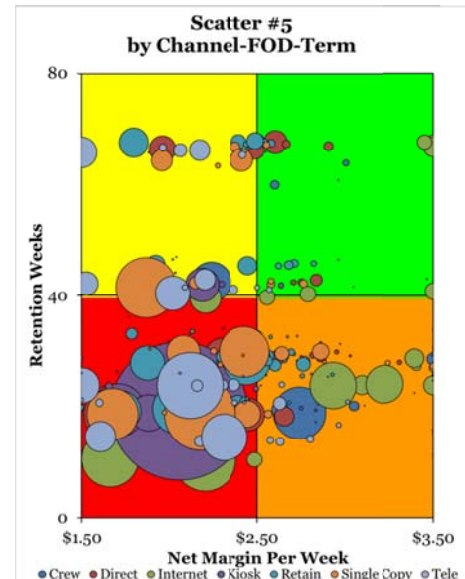 Scatter #5
by Channel-FOD-Term
80
Retention Weeks
40
0
$1.50
$2.50
$3.50
Net Margin Per Week
Crew Direct Internet Kiosk Retain Single Copy Tele